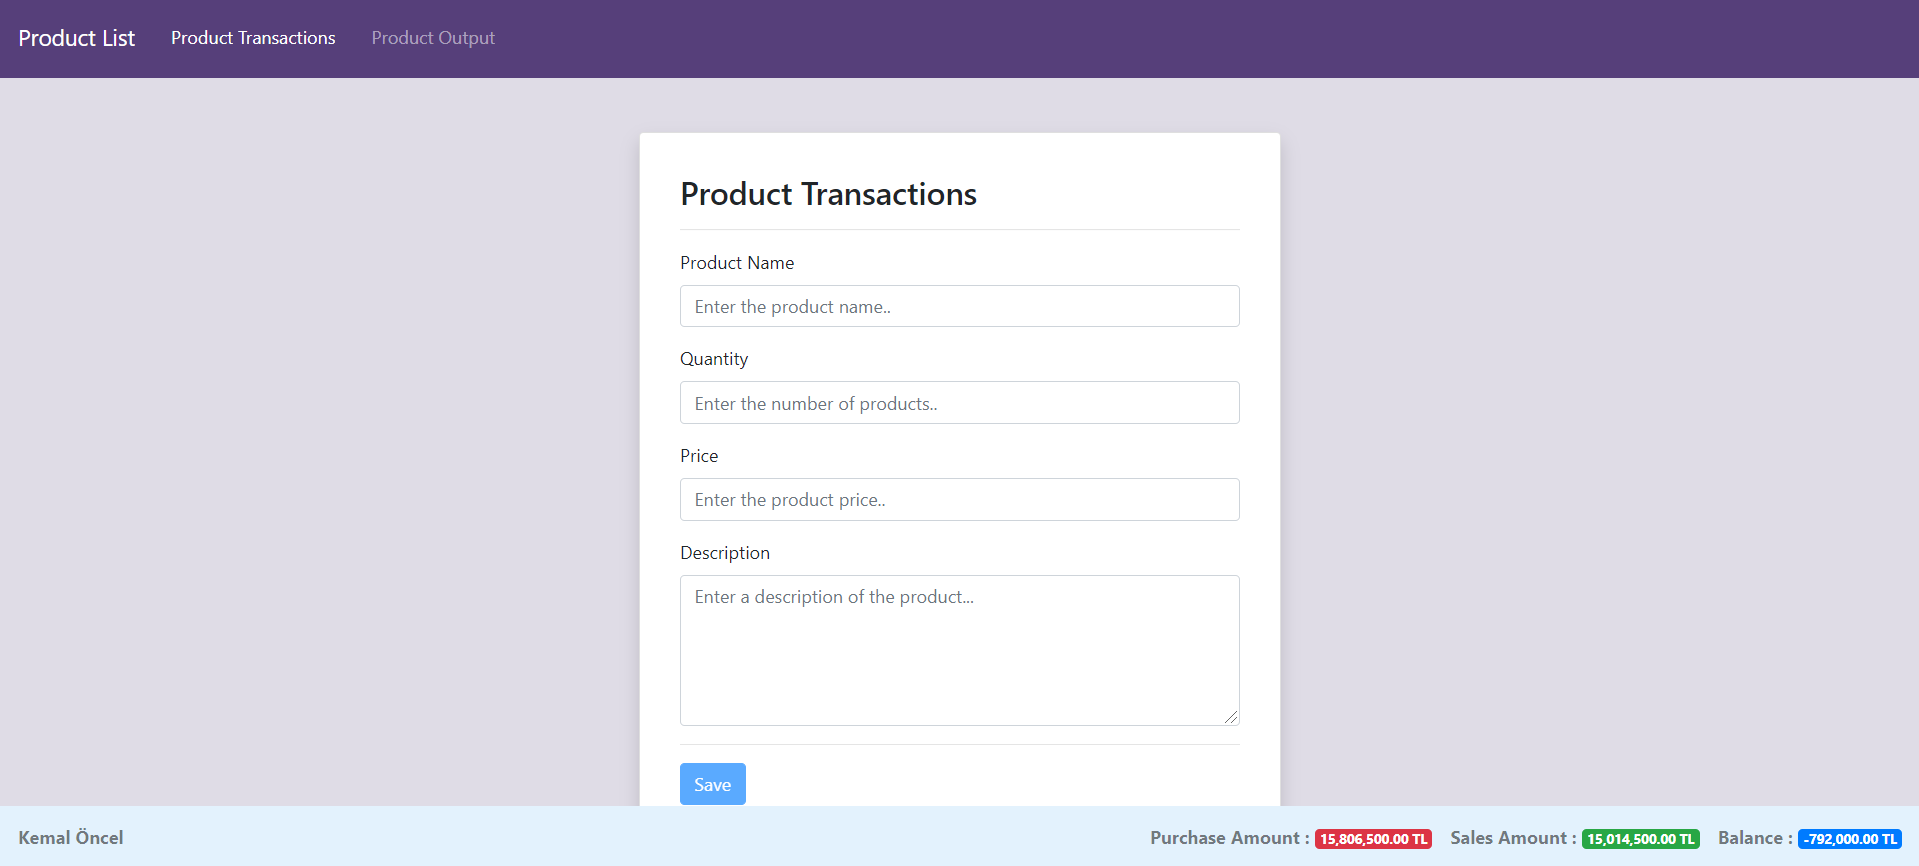 Product List Product Transactions Product Output
Product Transactions
Product Name
Enter the product name..
Quantity
Enter the number of products..
Price
Enter the product price..
Description
Enter a description of the product...
Save
Kemal Öncel Purchase Amount : 15,806,500.00 TL Sales Amount : 15,014,500.00 TL Balance : -792,000.00 TL